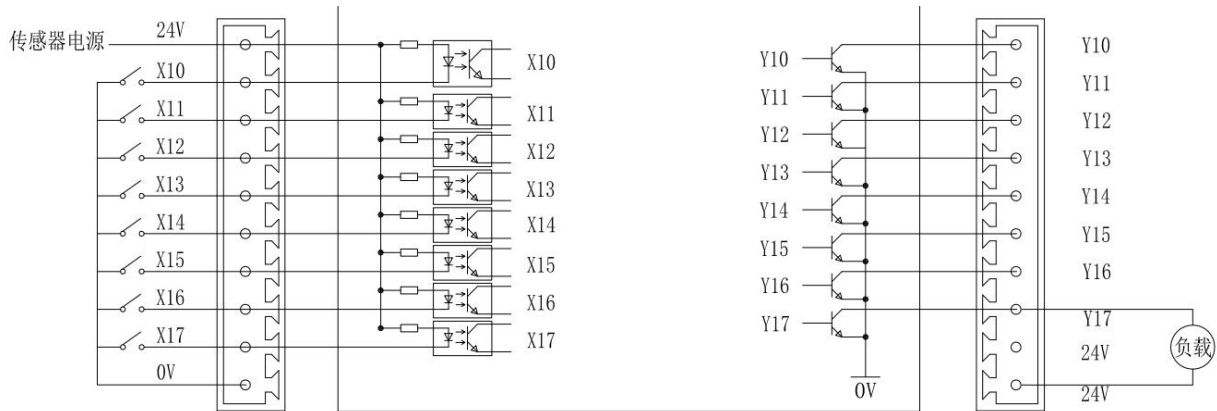 传感器电源
24V
X10
X11
X12
X13
X14
X15
X16
X17
0V
X10
X11
X12
X13
X14
X15
X16
X17
Y10
Y11
Y12
Y13
Y14
Y15
Y16
Y17
0V
Y10
Y11
Y12
Y13
Y14
Y15
Y16
Y17
24V
24V
负载